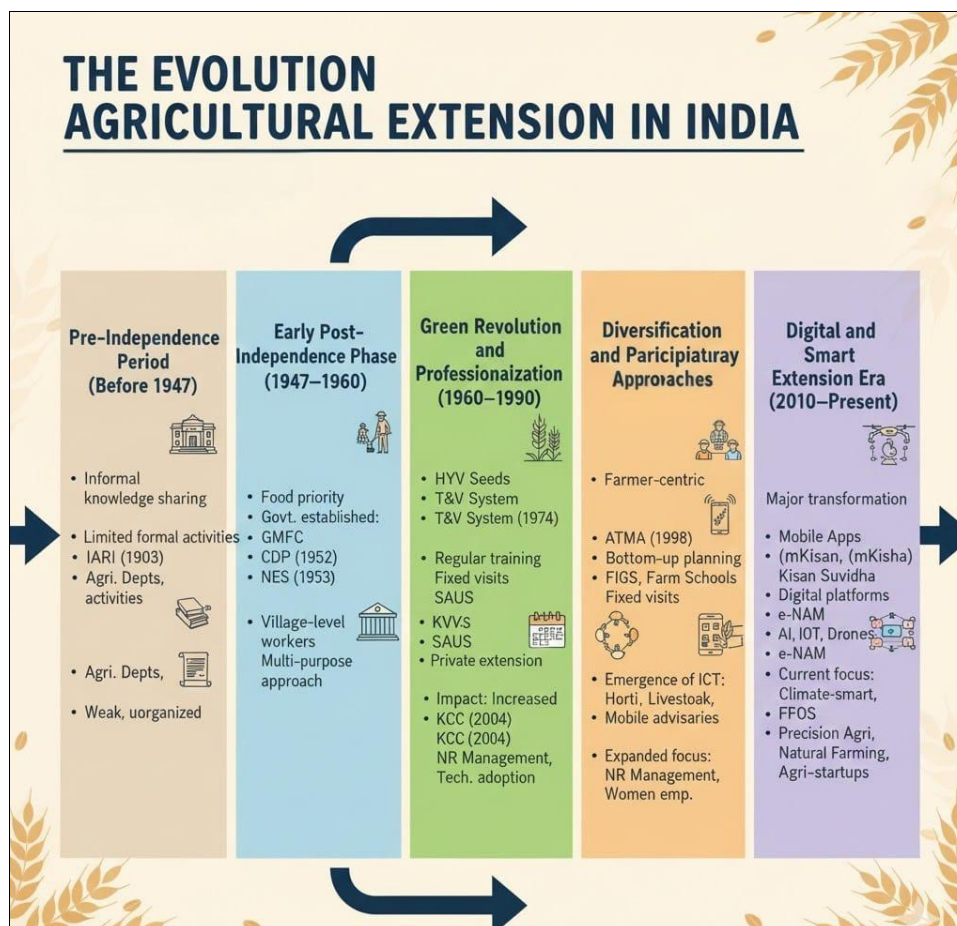 THE EVOLUTION
AGRICULTURAL EXTENSION IN INDIA
Pre-Independence
Period
(Before 1947)
• Informal
knowledge sharing
• Limited formal activities
• IARI (1903)
• Agri. Depts,
activities
• Agri. Depts,
• Weak, uorganized
Early Post-
Independence Phase
(1947–1960)
• Food priority
• Govt. established:
• GMFC
• CDP (1952)
• NES (1953)
• Village-level
workers
Multi-purpose
approach
Green Revolution
and
Professionaization
(1960–1990)
• HYV Seeds
• T&V System
• T&V System (1974)
• Regular training
Fixed visits
SAUS
• KVVs
• SAUS
• Private extension
• Impact: Increased
• KCC (2004)
KCC (2004)
NR Management,
Tech. adoption
Diversification
and Paricipiaturay
Approaches
• Farmer-centric
• ATMA (1998)
• Bottom-up planning
• FIGS, Farm Schools
Fixed visits
• Emergence of ICT:
Horti, Livestoak,
• Mobile advisaries
• Expanded focus:
NR Management,
Women emp.
Digital and
Smart
Extension Era
(2010–Present)
Major transformation
• Mobile Apps
• (mKisan, (mKisha)
Kisan Suvidha
• Digital platforms
• e-NAM
• AI, IOT, Drones
• e-NAM
• Current focus:
Climate-smart,
• FFOS
• Precision Agri,
Natural Farming,
Agri-startups